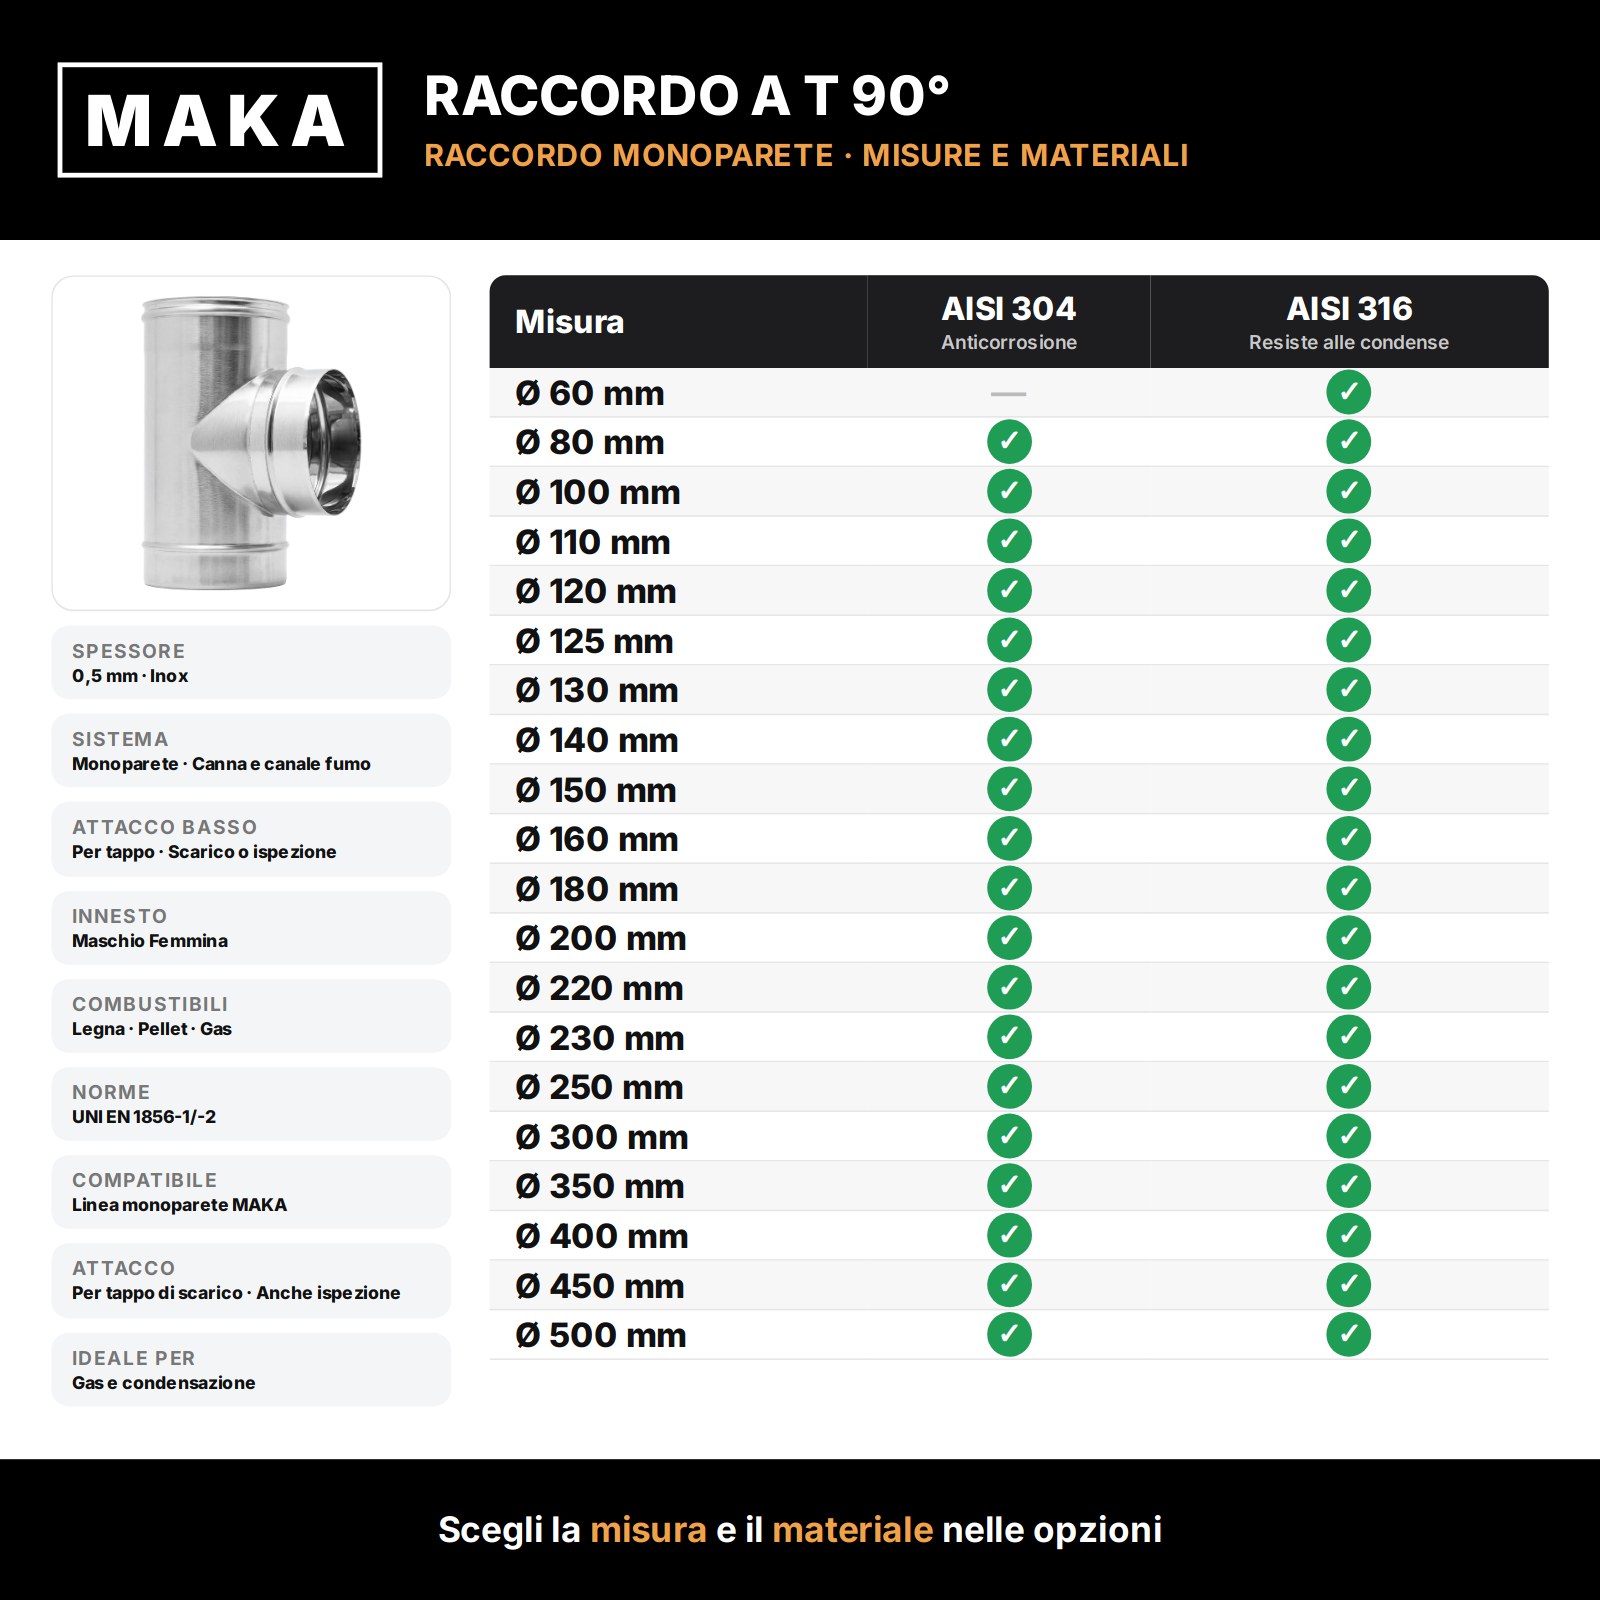 MAKA
RACCORDO A T 90°
RACCORDO MONOPARETE · MISURE E MATERIALI
SPESSORE
0,5 mm · Inox
SISTEMA
Monoparete · Canna e canale fumo
ATTACCO BASSO
Per tappo · Scarico o ispezione
INNESTO
Maschio Femmina
COMBUSTIBILI
Legna · Pellet · Gas
NORME
UNI EN 1856-1/-2
COMPATIBILE
Linea monoparete MAKA
ATTACCO
Per tappo di scarico · Anche ispezione
IDEALE PER
Gas e condensazione
Misura AISI 304 AISI 316
Anticorrosione Resiste alle condense
Ø 60 mm — ✓
Ø 80 mm ✓ ✓
Ø 100 mm ✓ ✓
Ø 110 mm ✓ ✓
Ø 120 mm ✓ ✓
Ø 125 mm ✓ ✓
Ø 130 mm ✓ ✓
Ø 140 mm ✓ ✓
Ø 150 mm ✓ ✓
Ø 160 mm ✓ ✓
Ø 180 mm ✓ ✓
Ø 200 mm ✓ ✓
Ø 220 mm ✓ ✓
Ø 230 mm ✓ ✓
Ø 250 mm ✓ ✓
Ø 300 mm ✓ ✓
Ø 350 mm ✓ ✓
Ø 400 mm ✓ ✓
Ø 450 mm ✓ ✓
Ø 500 mm ✓ ✓
Scegli la misura e il materiale nelle opzioni